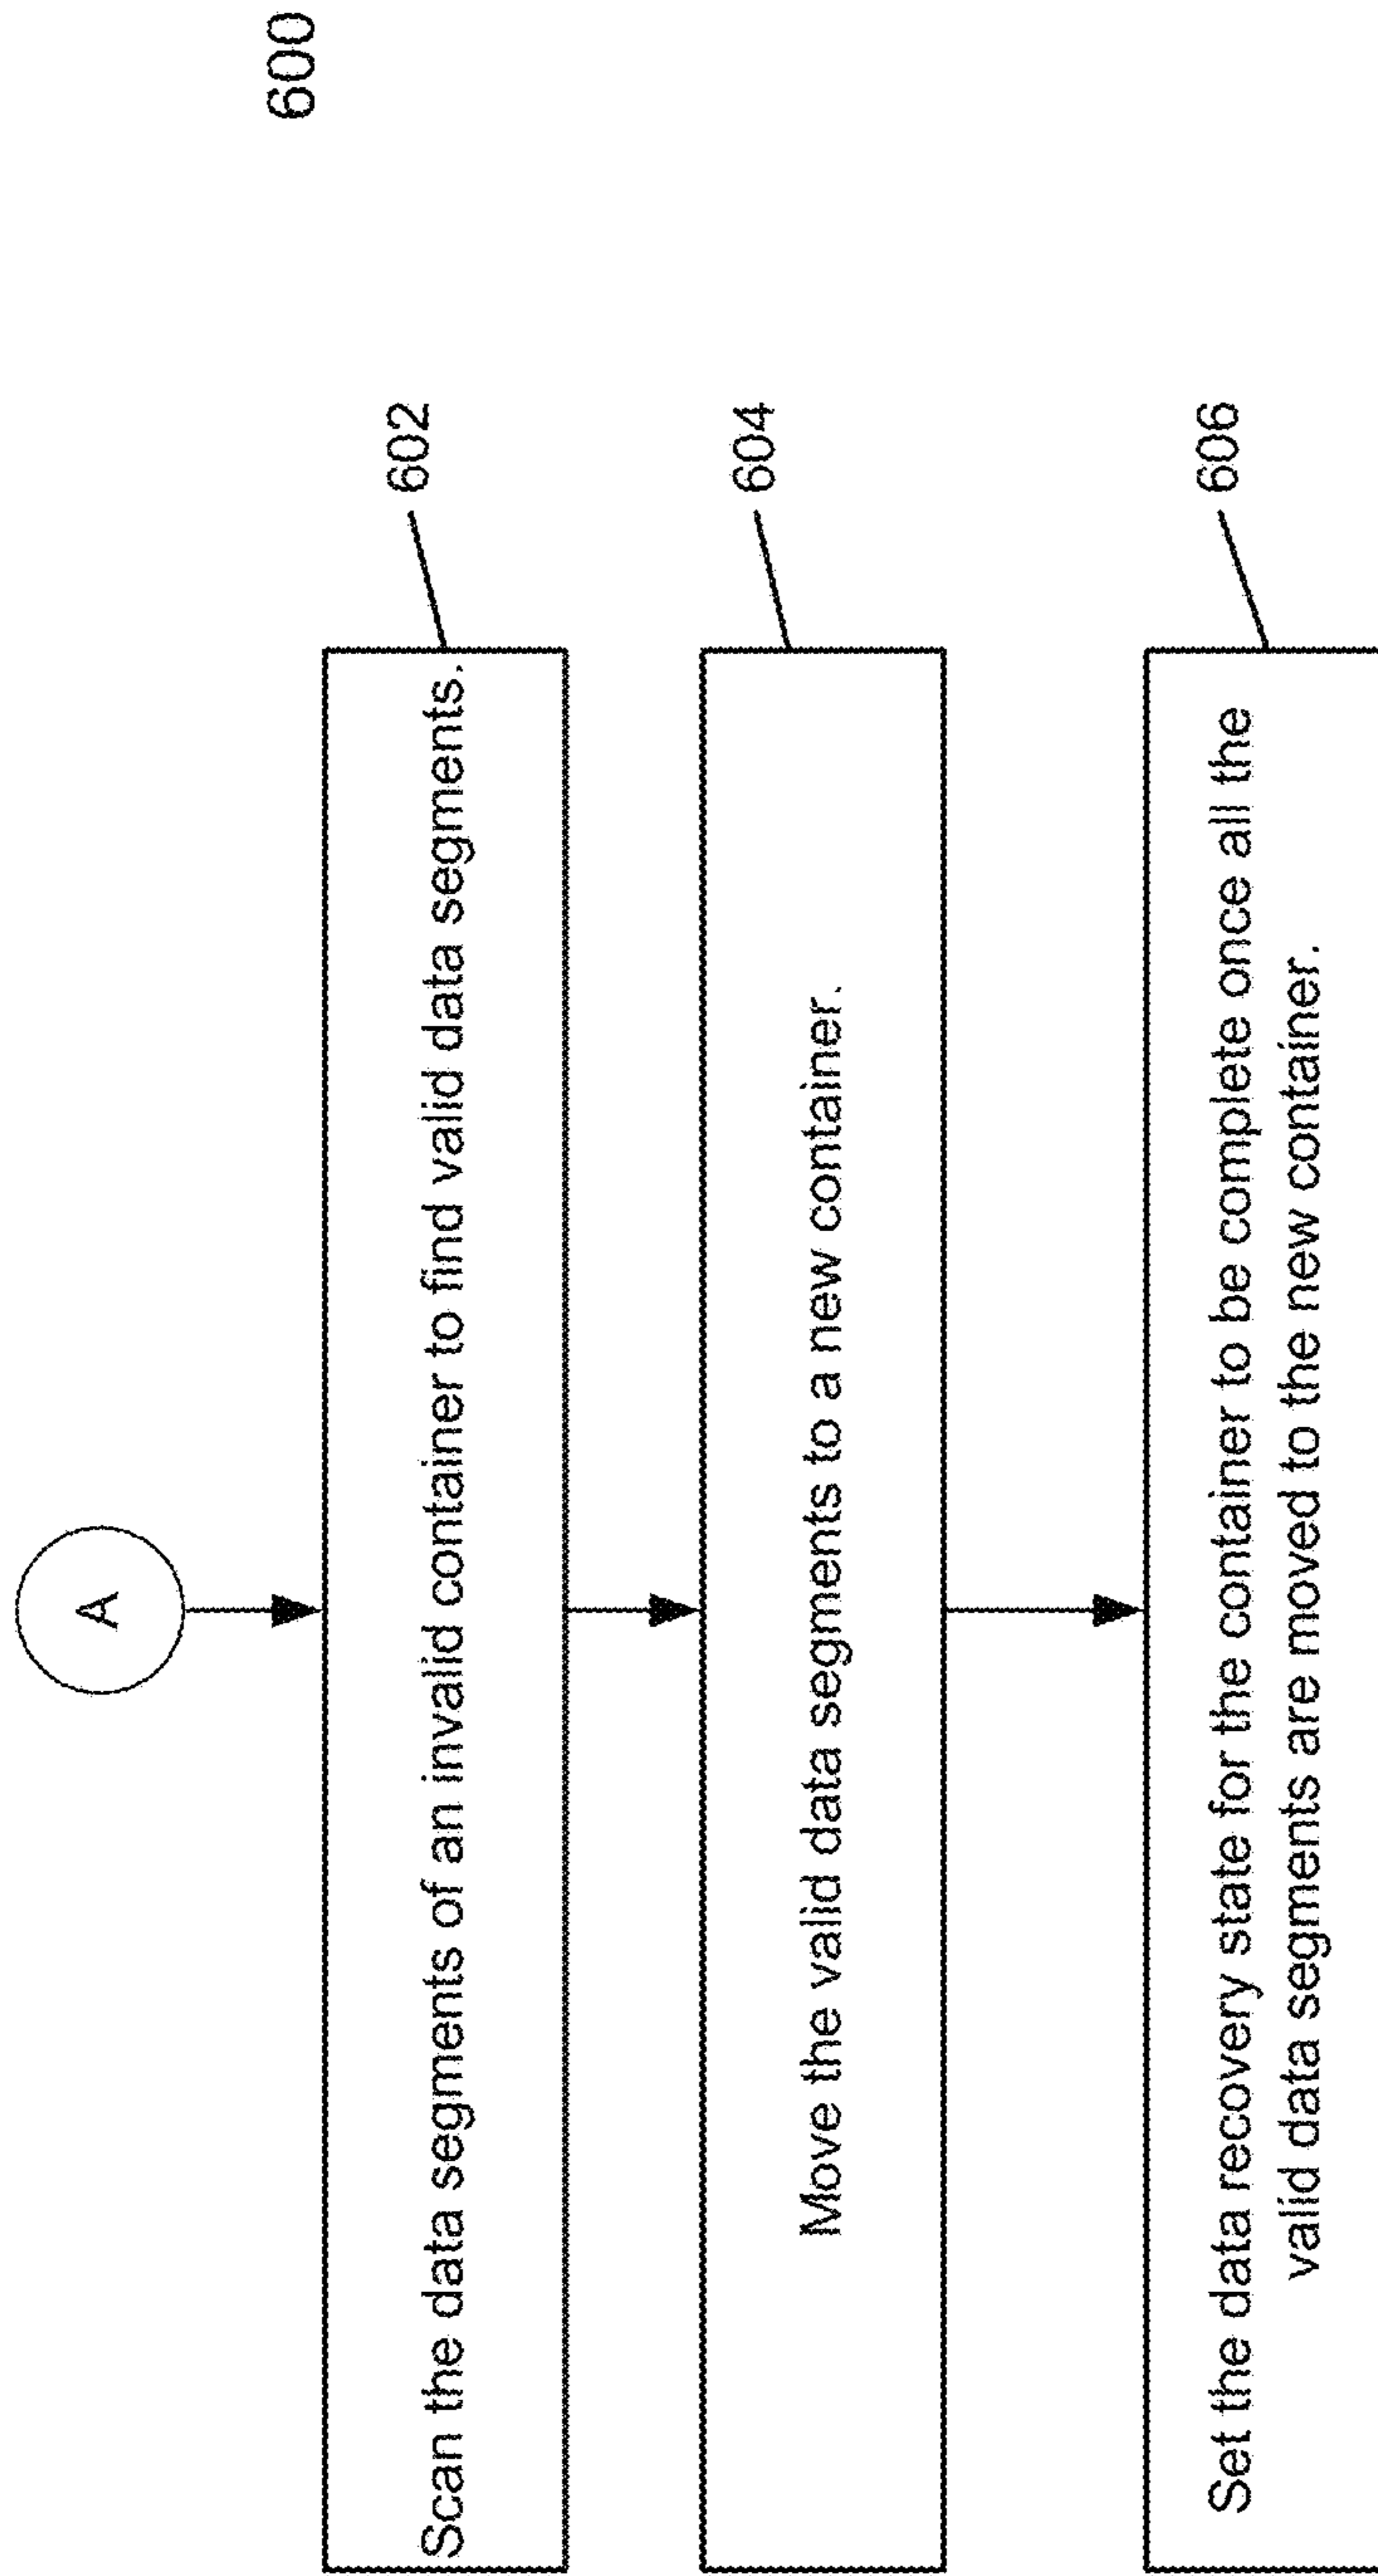 600
A
Scan the data segments of an invalid container to find valid data segments.
602
Move the valid data segments to a new container.
604
Set the data recovery state for the container to be complete once all the
valid data segments are moved to the new container.
606